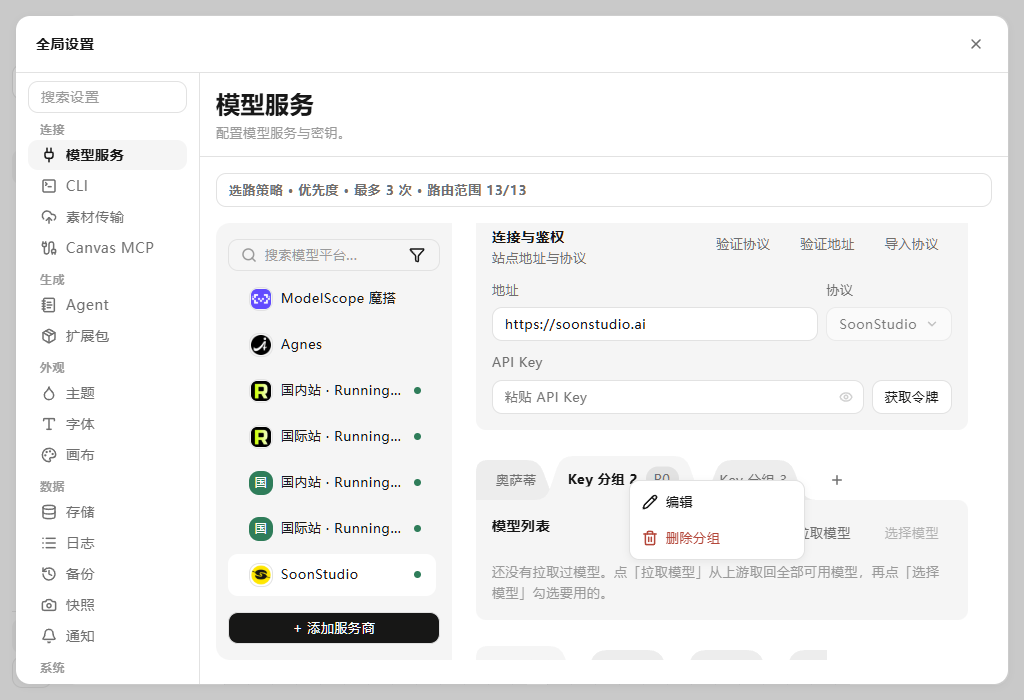 全局设置
搜索设置
连接
模型服务
CLI
素材传输
Canvas MCP
生成
Agent
扩展包
外观
主题
字体
画布
数据
存储
日志
备份
快照
通知
系统
模型服务
配置模型服务与密钥。
选路策略 • 优先度 • 最多 3 次 • 路由范围 13/13
搜索模型平台...
ModelScope 魔搭
Agnes
国内站 · Running...
国际站 · Running...
国 国内站 · Running...
国 国际站 · Running...
SoonStudio
+ 添加服务商
连接与鉴权
站点地址与协议
验证协议 验证地址 导入协议
地址 协议
https://soonstudio.ai SoonStudio
API Key
粘贴 API Key 获取令牌
奥萨蒂 Key 分组 2 P0 Key 分组 3 +
编辑
删除分组
模型列表 拉取模型 选择模型
还没有拉取过模型。点「拉取模型」从上游取回全部可用模型，再点「选择
模型」勾选要用的。